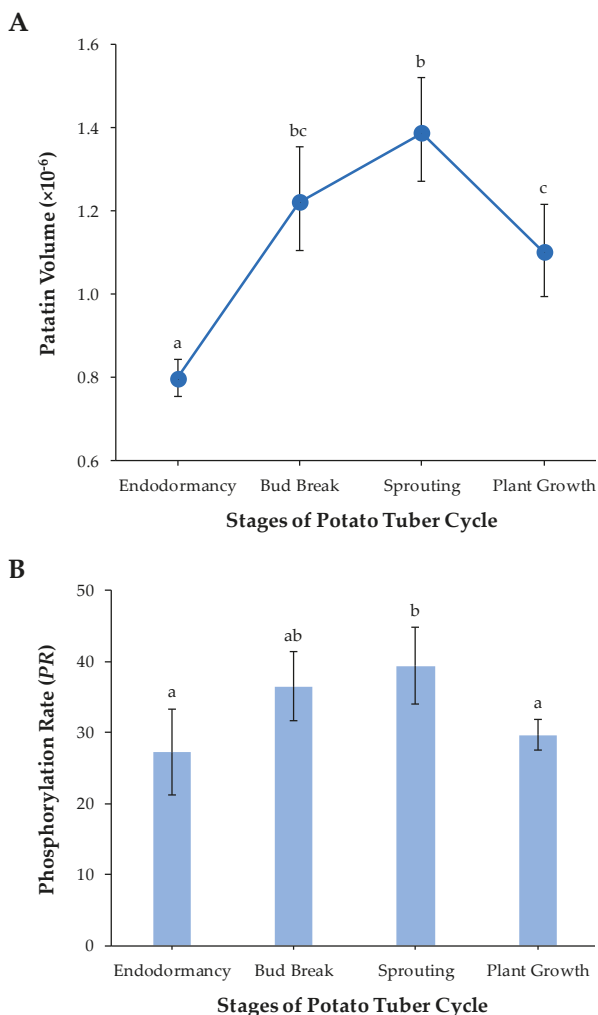 A
1.6
1.4
1.2
1.0
0.8
0.6
Patatin Volume (×10⁻⁶)
a
bc
b
c
Endodormancy Bud Break Sprouting Plant Growth
Stages of Potato Tuber Cycle
B
50
40
30
20
10
0
Phosphorylation Rate (PR)
a
ab
b
a
Endodormancy Bud Break Sprouting Plant Growth
Stages of Potato Tuber Cycle